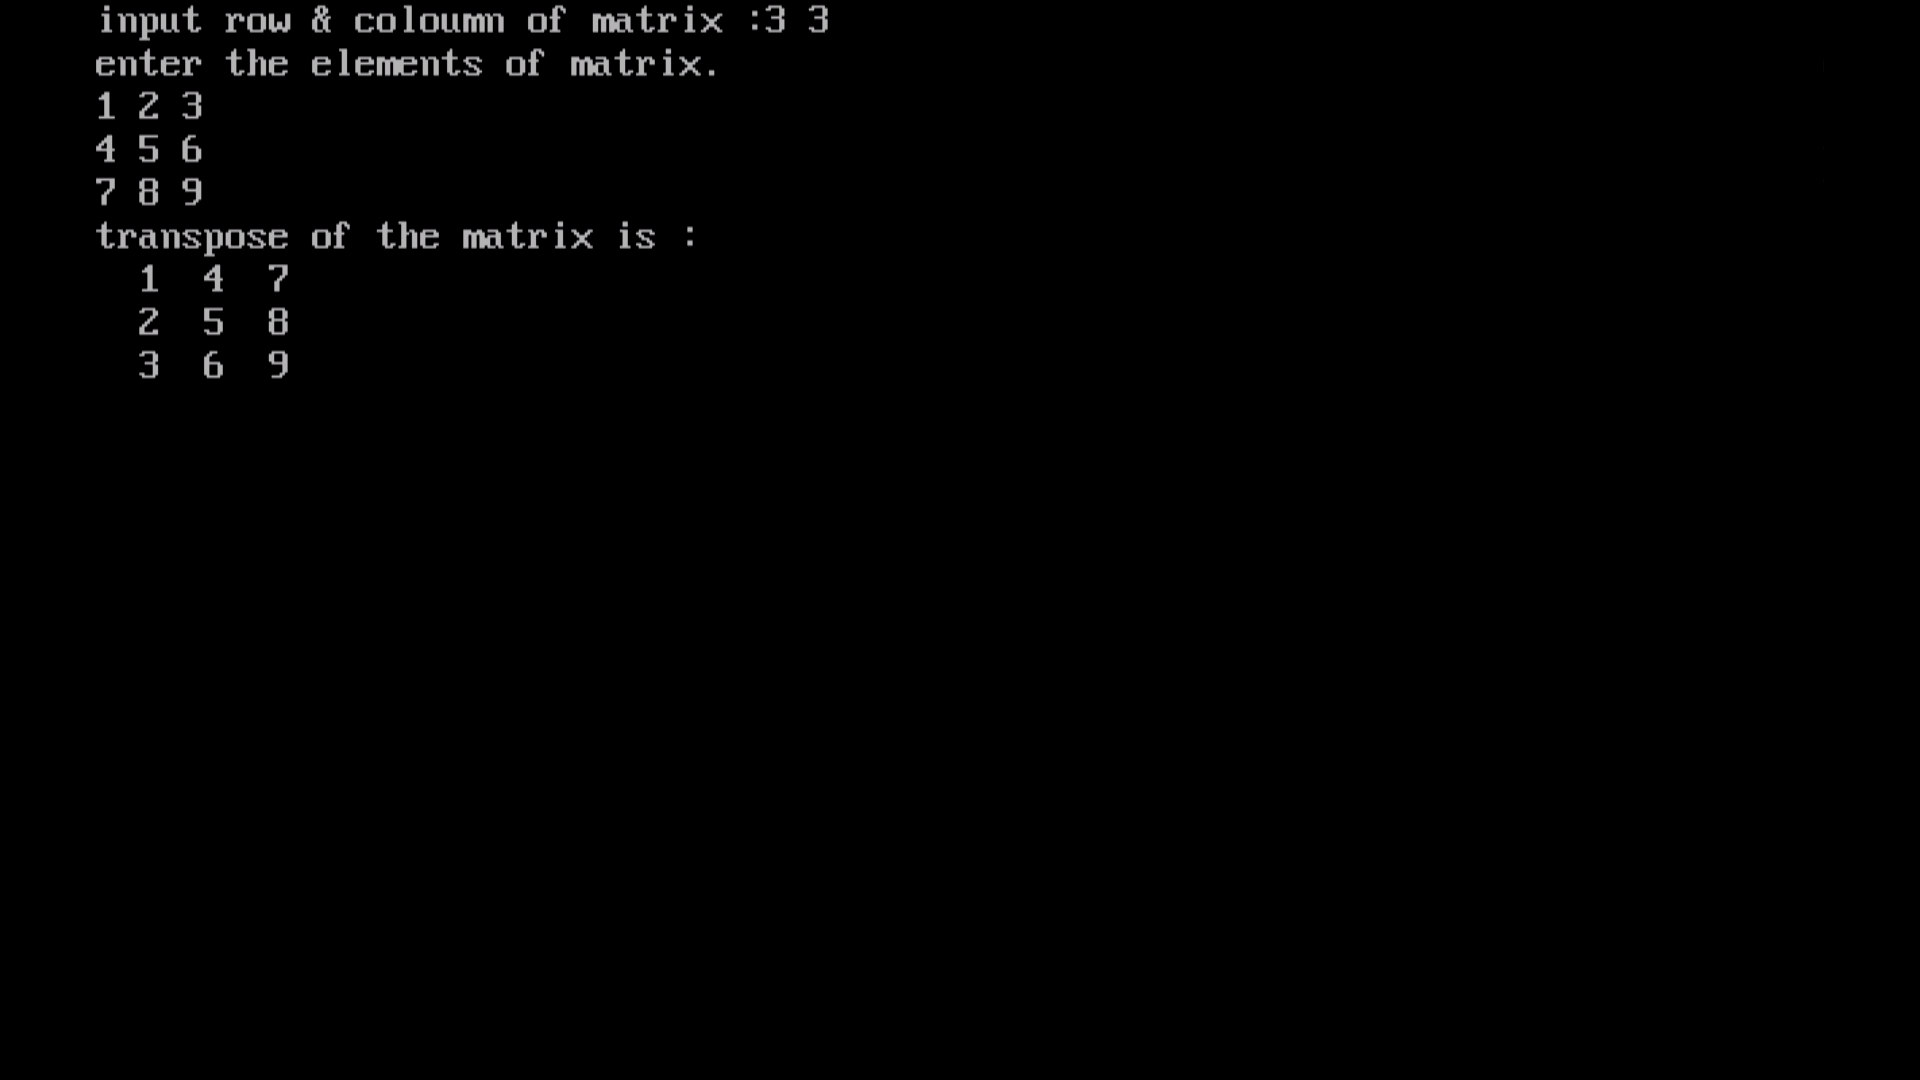 input row & coloumn of matrix :3 3
enter the elements of matrix.
1 2 3
4 5 6
7 8 9
transpose of the matrix is :
1 4 7
2 5 8
3 6 9